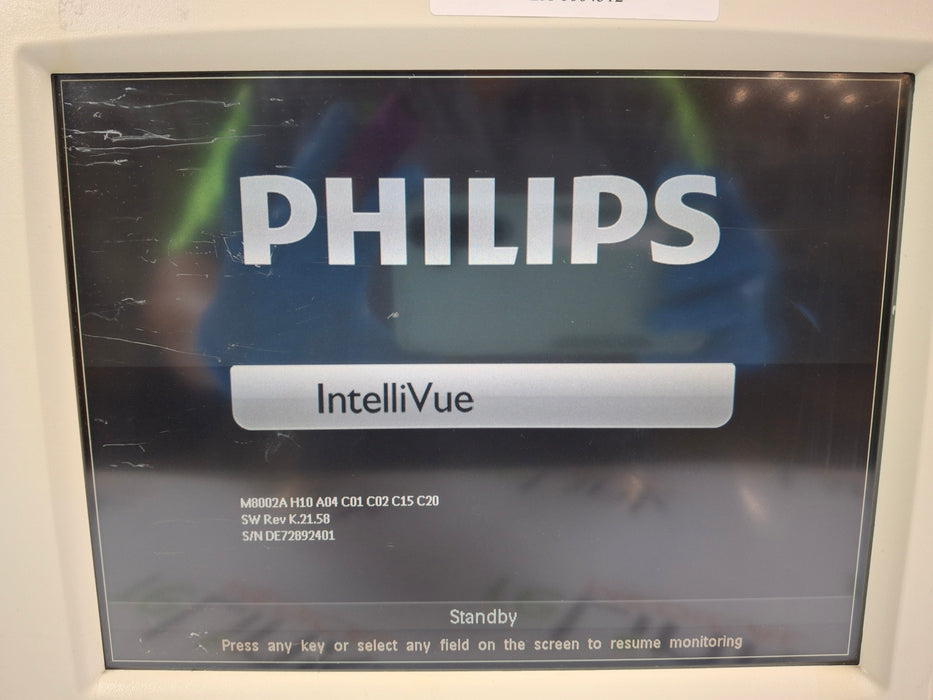 PHILIPS
IntelliVue
M8002A H10 A04 C01 C02 C15 C20
SW Rev K.21.58
S/N DE72892401
Standby
Press any key or select any field on the screen to resume monitoring